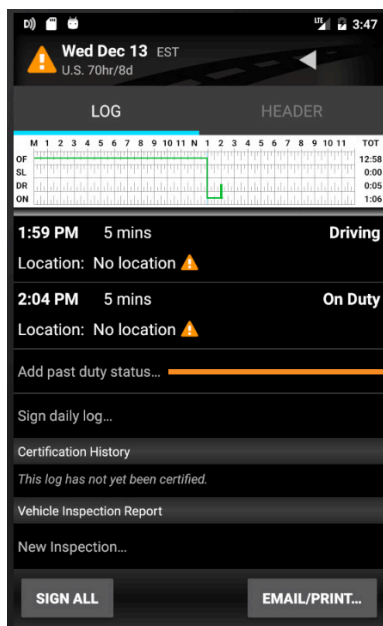 LTE 3:47
Wed Dec 13 EST
U.S. 70hr/8d
LOG HEADER
M 1 2 3 4 5 6 7 8 9 10 11 N 1 2 3 4 5 6 7 8 9 10 11 TOT
OF 12:58
SL 0:00
DR 0:05
ON 1:06
1:59 PM 5 mins Driving
Location: No location
2:04 PM 5 mins On Duty
Location: No location
Add past duty status...
Sign daily log...
Certification History
This log has not yet been certified.
Vehicle Inspection Report
New Inspection...
SIGN ALL EMAIL/PRINT...